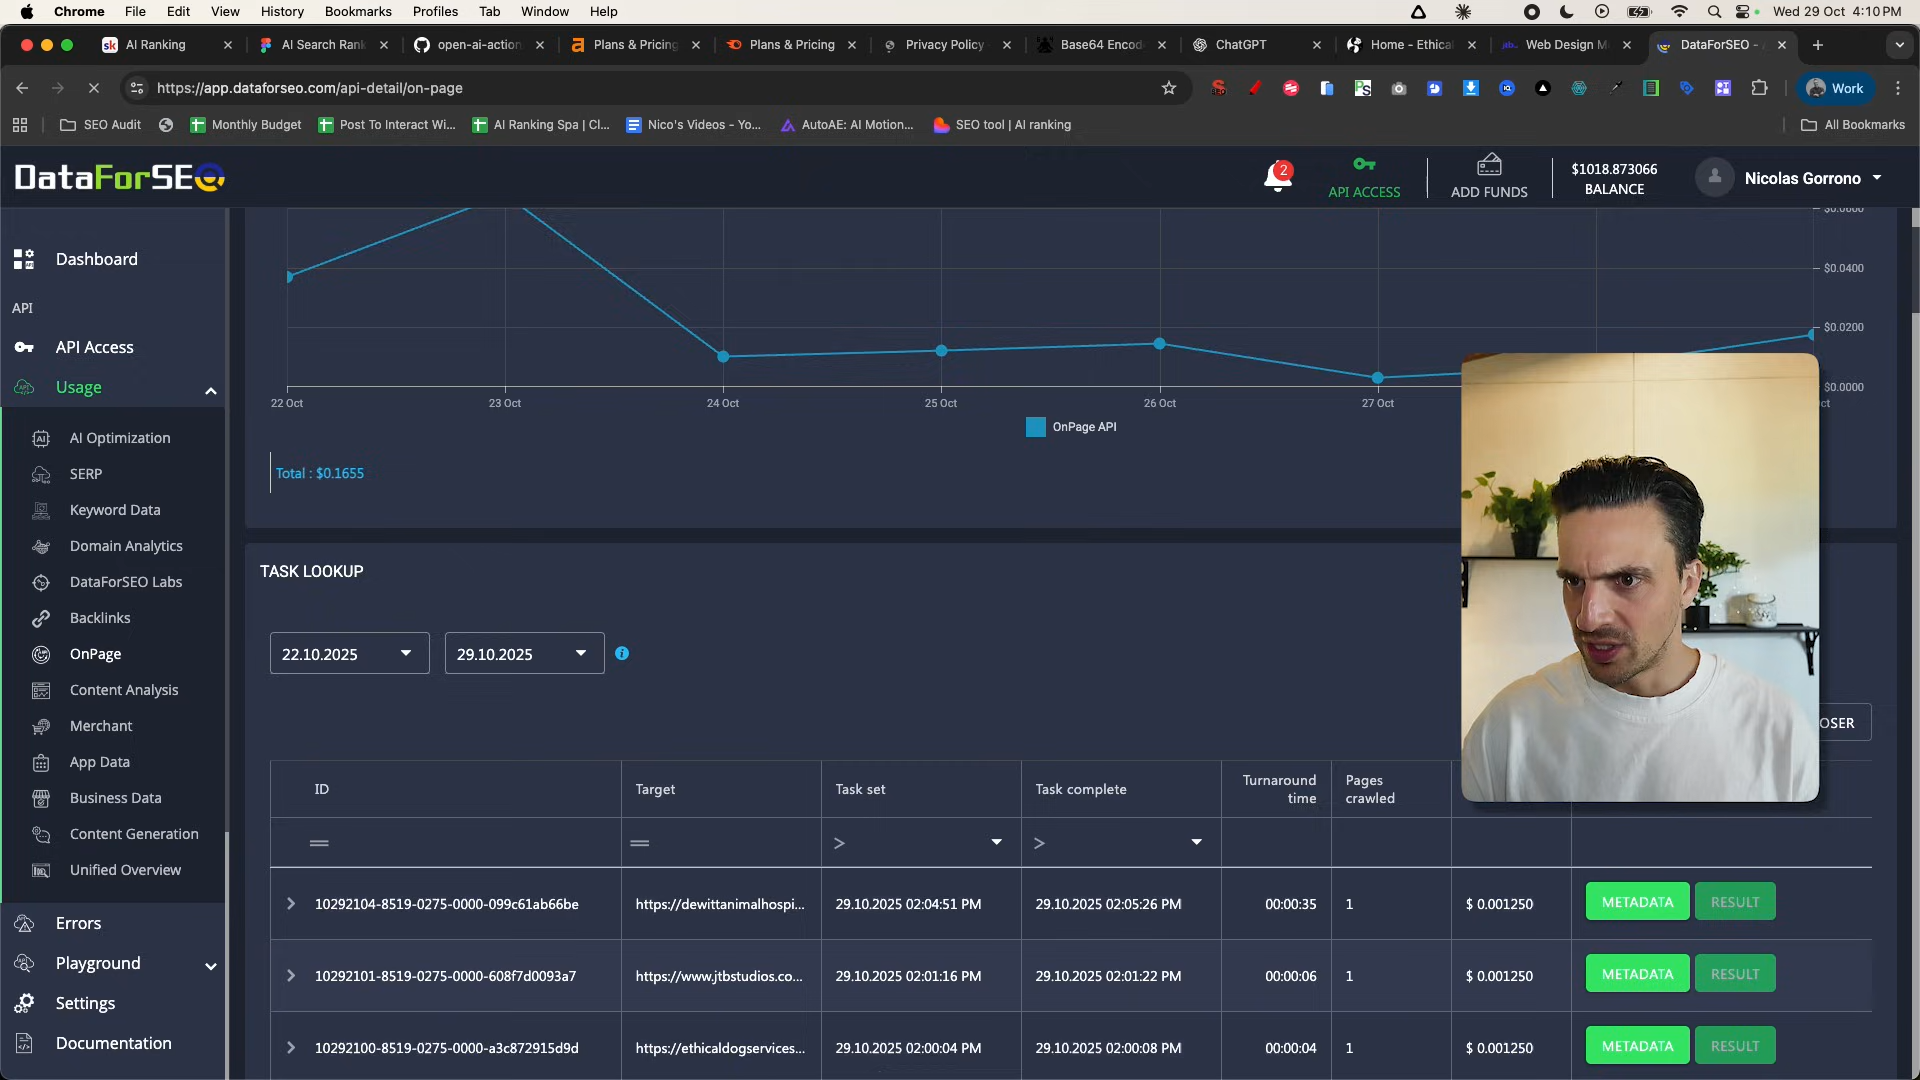 Chrome File Edit View History Bookmarks Profiles Tab Window Help Wed 29 Oct 4:10 PM
AI Ranking AI Search Rank open-ai-action Plans & Pricing Plans & Pricing Privacy Policy Base64 Encod ChatGPT Home - Ethical Web Design M DataForSEO -
https://app.dataforseo.com/api-detail/on-page Work
SEO Audit Monthly Budget Post To Interact Wi... AI Ranking Spa | Cl... Nico's Videos - Yo... AutoAE: AI Motion... SEO tool | AI ranking All Bookmarks
DataForSEO
2
API ACCESS
ADD FUNDS
$1018.873066
BALANCE
Nicolas Gorrono
Dashboard
API
API Access
Usage
AI Optimization
SERP
Keyword Data
Domain Analytics
DataForSEO Labs
Backlinks
OnPage
Content Analysis
Merchant
App Data
Business Data
Content Generation
Unified Overview
Errors
Playground
Settings
Documentation
$0.0600
$0.0400
$0.0200
$0.0000
22 Oct 23 Oct 24 Oct 25 Oct 26 Oct 27 Oct ct
OnPage API
Total : $0.1655
TASK LOOKUP
22.10.2025 29.10.2025
OSER
ID Target Task set Task complete Turnaround time Pages crawled
= = > >
10292104-8519-0275-0000-099c61ab66be https://dewittanimalhospi... 29.10.2025 02:04:51 PM 29.10.2025 02:05:26 PM 00:00:35 1 $ 0.001250 METADATA RESULT
10292101-8519-0275-0000-608f7d0093a7 https://www.jtbstudios.co... 29.10.2025 02:01:16 PM 29.10.2025 02:01:22 PM 00:00:06 1 $ 0.001250 METADATA RESULT
10292100-8519-0275-0000-a3c872915d9d https://ethicaldogservices... 29.10.2025 02:00:04 PM 29.10.2025 02:00:08 PM 00:00:04 1 $ 0.001250 METADATA RESULT